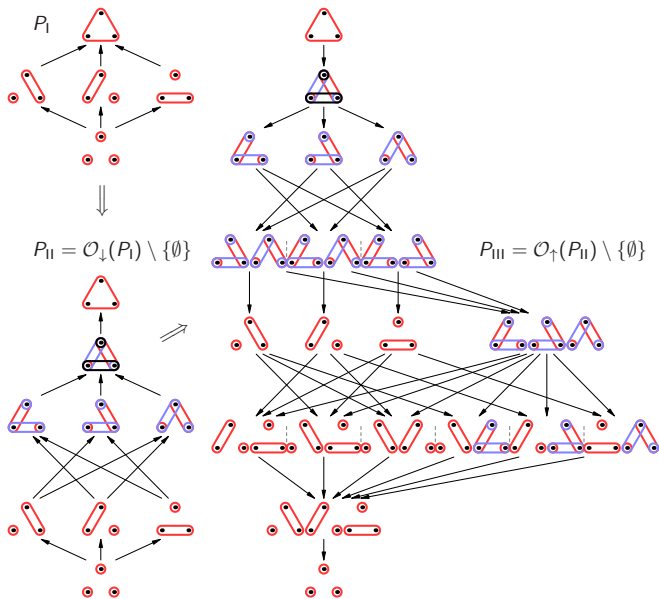 P_I
P_II = O_↓(P_I) \ {∅}
P_III = O_↑(P_II) \ {∅}